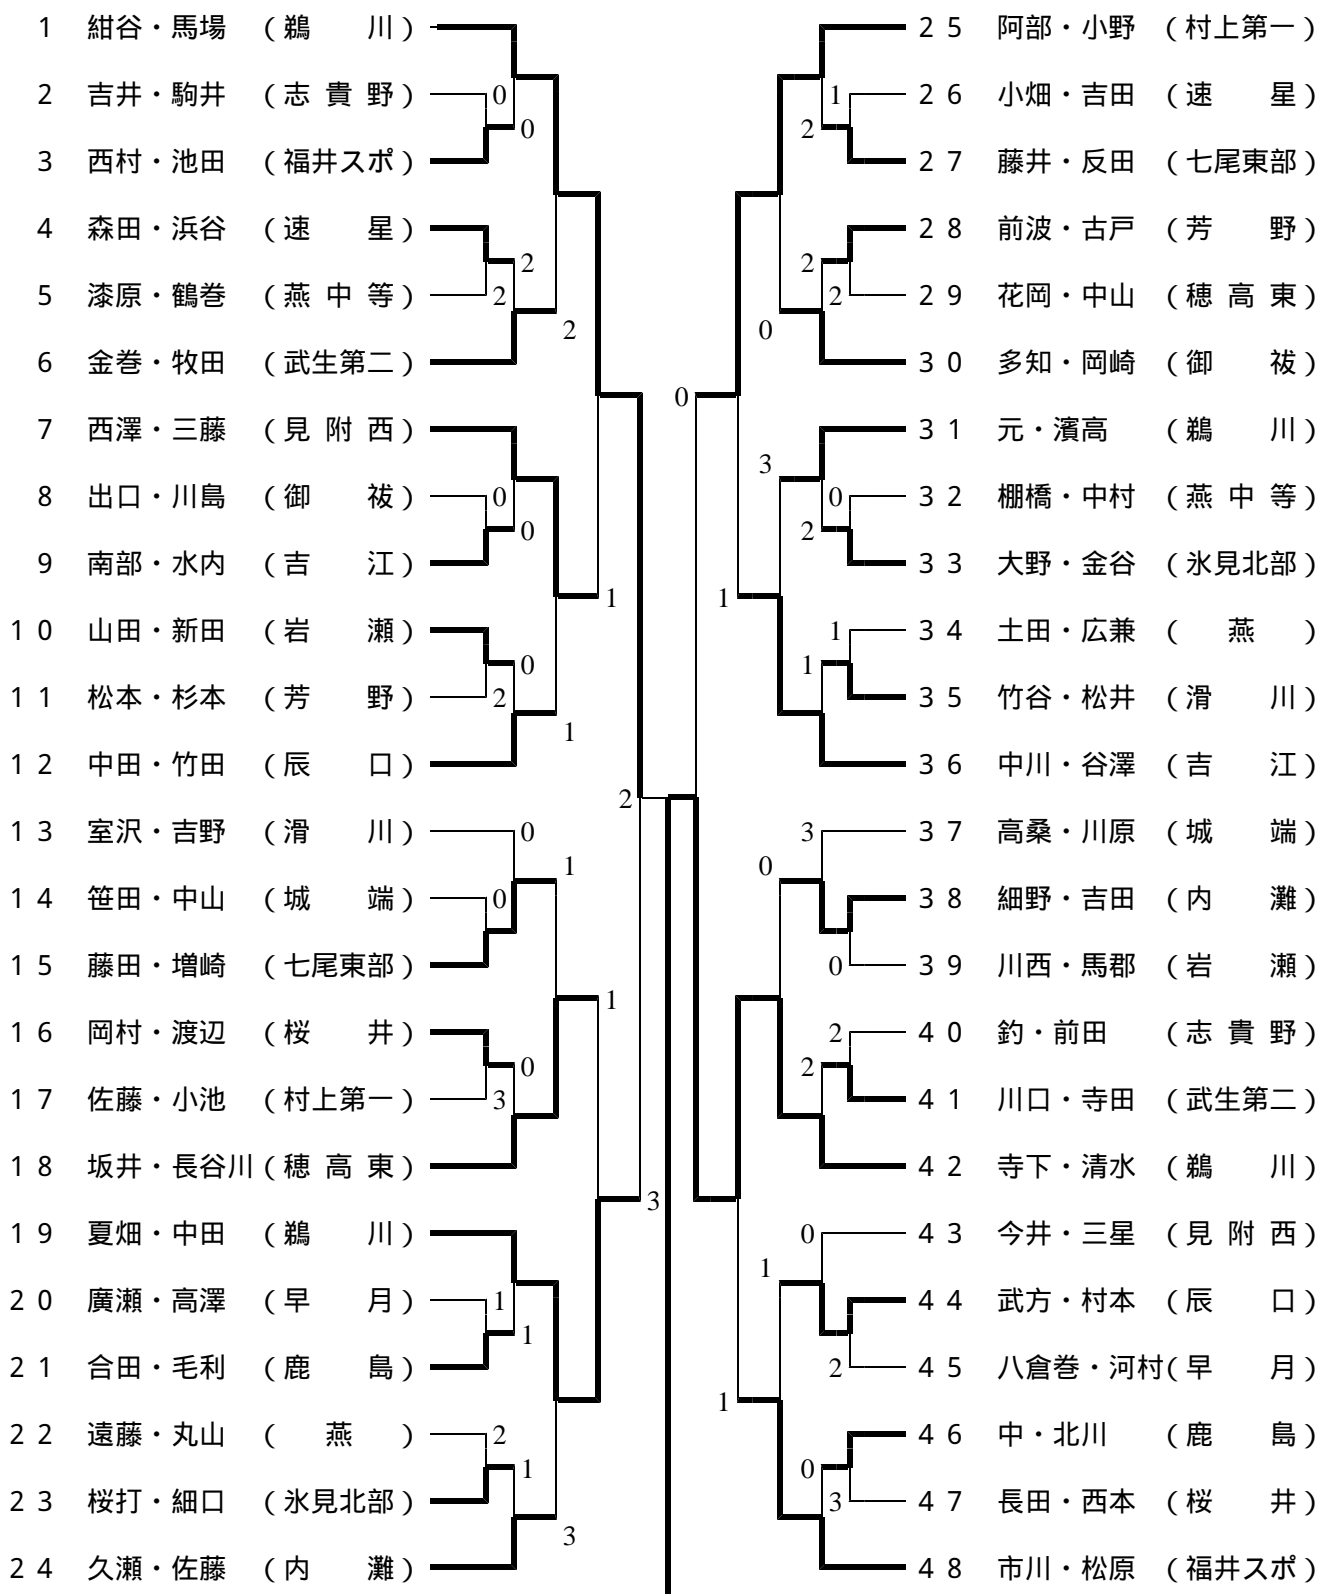 1 紺谷・馬場 (鵜 川)
2 吉井・駒井 (志 貴 野)
3 西村・池田 (福井スポ)
4 森田・浜谷 (速 星)
5 漆原・鶴巻 (燕 中 等)
6 金巻・牧田 (武生第二)
7 西澤・三藤 (見 附 西)
8 出口・川島 (御 祓)
9 南部・水内 (吉 江)
10 山田・新田 (岩 瀬)
11 松本・杉本 (芳 野)
12 中田・竹田 (辰 口)
13 室沢・吉野 (滑 川)
14 笹田・中山 (城 端)
15 藤田・増崎 (七尾東部)
16 岡村・渡辺 (桜 井)
17 佐藤・小池 (村上第一)
18 坂井・長谷川 (穂 高 東)
19 夏畑・中田 (鵜 川)
20 廣瀬・高澤 (早 月)
21 合田・毛利 (鹿 島)
22 遠藤・丸山 ( 燕 )
23 桜打・細口 (氷見北部)
24 久瀬・佐藤 (内 灘)
0
0
2
2
2
0
0
1
0
2
1
2
0
1
0
1
0
3
3
1
1
2
1
3
25 阿部・小野 (村上第一)
26 小畑・吉田 (速 星)
27 藤井・反田 (七尾東部)
28 前波・古戸 (芳 野)
29 花岡・中山 (穂 高 東)
30 多知・岡崎 (御 祓)
31 元・濱高 (鵜 川)
32 棚橋・中村 (燕 中 等)
33 大野・金谷 (氷見北部)
34 土田・広兼 ( 燕 )
35 竹谷・松井 (滑 川)
36 中川・谷澤 (吉 江)
37 高桑・川原 (城 端)
38 細野・吉田 (内 灘)
39 川西・馬郡 (岩 瀬)
40 釣・前田 (志 貴 野)
41 川口・寺田 (武生第二)
42 寺下・清水 (鵜 川)
43 今井・三星 (見 附 西)
44 武方・村本 (辰 口)
45 八倉巻・河村 (早 月)
46 中・北川 (鹿 島)
47 長田・西本 (桜 井)
48 市川・松原 (福井スポ)
1
2
2
2
0
0
3
0
2
1
1
1
3
0
0
2
2
0
1
2
1
0
3